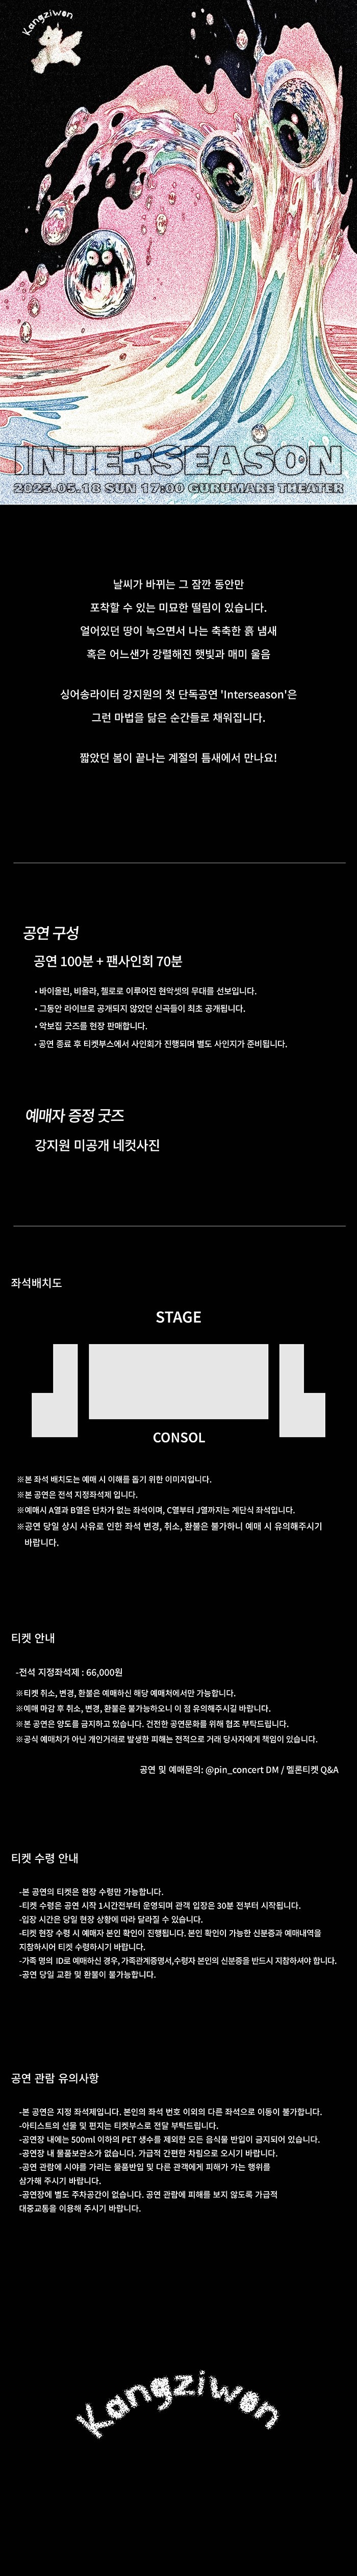 Kangziwon
INTERSEASON
2025.05.18 SUN 17:00 GURUMARE THEATER
날씨가 바뀌는 그 잠깐 동안만
포착할 수 있는 미묘한 떨림이 있습니다.
얼어있던 땅이 녹으면서 나는 축축한 흙 냄새
혹은 어느샌가 강렬해진 햇빛과 매미 울음
싱어송라이터 강지원의 첫 단독공연 'Interseason'은
그런 마법을 닮은 순간들로 채워집니다.
짧았던 봄이 끝나는 계절의 틈새에서 만나요!
공연 구성
공연 100분 + 팬사인회 70분
• 바이올린, 비올라, 첼로로 이루어진 현악셋의 무대를 선보입니다.
• 그동안 라이브로 공개되지 않았던 신곡들이 최초 공개됩니다.
• 악보집 굿즈를 현장 판매합니다.
• 공연 종료 후 티켓부스에서 사인회가 진행되며 별도 사인지가 준비됩니다.
예매자 증정 굿즈
강지원 미공개 네컷사진
좌석배치도
STAGE
CONSOL
※본 좌석 배치도는 예매 시 이해를 돕기 위한 이미지입니다.
※본 공연은 전석 지정좌석제 입니다.
※예매시 A열과 B열은 단차가 없는 좌석이며, C열부터 J열까지는 계단식 좌석입니다.
※공연 당일 상시 사유로 인한 좌석 변경, 취소, 환불은 불가하니 예매 시 유의해주시기
바랍니다.
티켓 안내
-전석 지정좌석제 : 66,000원
※티켓 취소, 변경, 환불은 예매하신 해당 예매처에서만 가능합니다.
※예매 마감 후 취소, 변경, 환불은 불가능하오니 이 점 유의해주시길 바랍니다.
※본 공연은 양도를 금지하고 있습니다. 건전한 공연문화를 위해 협조 부탁드립니다.
※공식 예매처가 아닌 개인거래로 발생한 피해는 전적으로 거래 당사자에게 책임이 있습니다.
공연 및 예매문의: @pin_concert DM / 멜론티켓 Q&A
티켓 수령 안내
-본 공연의 티켓은 현장 수령만 가능합니다.
-티켓 수령은 공연 시작 1시간전부터 운영되며 관객 입장은 30분 전부터 시작됩니다.
-입장 시간은 당일 현장 상황에 따라 달라질 수 있습니다.
-티켓 현장 수령 시 예매자 본인 확인이 진행됩니다. 본인 확인이 가능한 신분증과 예매내역을
지참하시어 티켓 수령하시기 바랍니다.
-가족 명의 ID로 예매하신 경우, 가족관계증명서,수령자 본인의 신분증을 반드시 지참하셔야 합니다.
-공연 당일 교환 및 환불이 불가능합니다.
공연 관람 유의사항
-본 공연은 지정 좌석제입니다. 본인의 좌석 번호 이외의 다른 좌석으로 이동이 불가합니다.
-아티스트의 선물 및 편지는 티켓부스로 전달 부탁드립니다.
-공연장 내에는 500ml 이하의 PET 생수를 제외한 모든 음식물 반입이 금지되어 있습니다.
-공연장 내 물품보관소가 없습니다. 가급적 간편한 차림으로 오시기 바랍니다.
-공연 관람에 시야를 가리는 물품반입 및 다른 관객에게 피해가 가는 행위를
삼가해 주시기 바랍니다.
-공연장에 별도 주차공간이 없습니다. 공연 관람에 피해를 보지 않도록 가급적
대중교통을 이용해 주시기 바랍니다.
Kangziwon